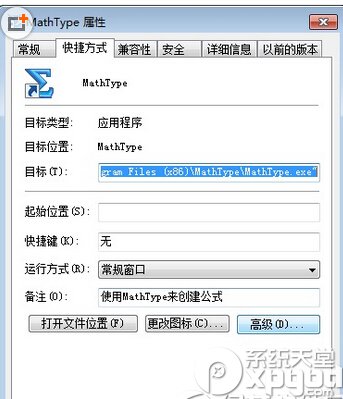 MathType 属性
常规 快捷方式 兼容性 安全 详细信息 以前的版本
MathType
目标类型: 应用程序
目标位置: MathType
目标(T): gram Files (x86)\MathType\MathType.exe"
起始位置(S):
快捷键(K): 无
运行方式(R): 常规窗口
备注(O): 使用MathType来创建公式
打开文件位置(F) 更改图标(C)... 高级(D)...
系统天堂